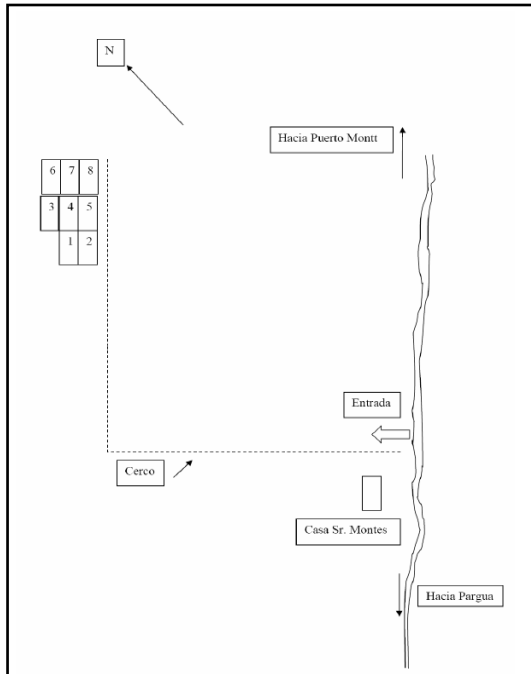 N
Hacia Puerto Montt
6 7 8
3 4 5
1 2
Entrada
Cerco
Casa Sr. Montes
Hacia Pargua